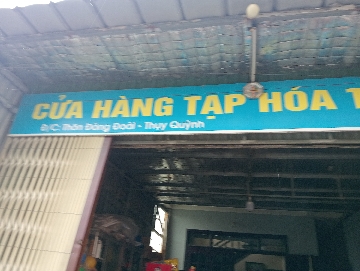 CỬA HÀNG TẠP HÓA T
Đ/C: Thôn Đông Đoài - Thụy Quỳnh